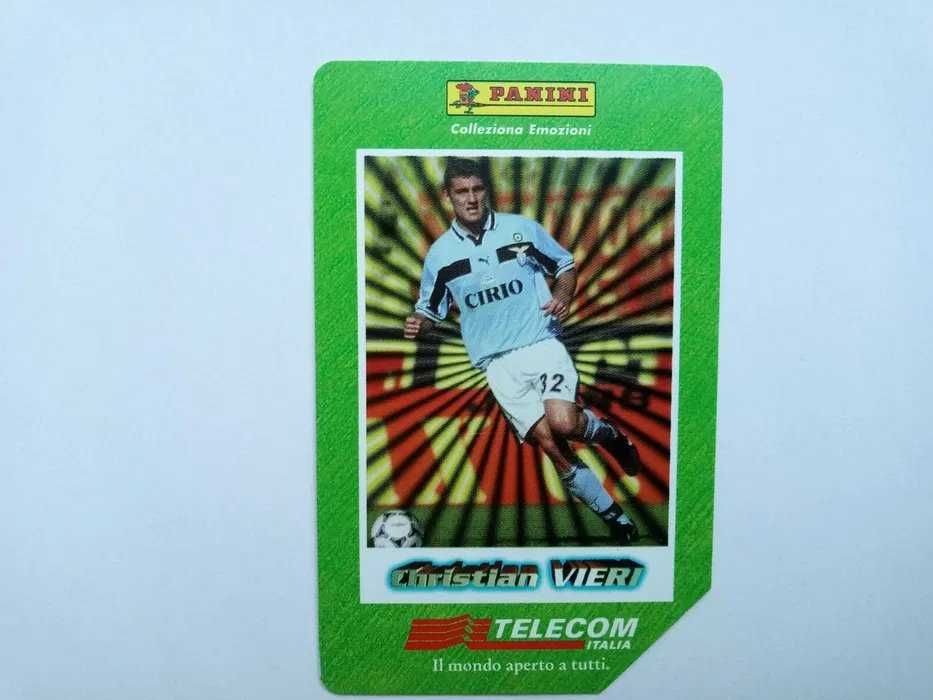 PANINI
Colleziona Emozioni
CIRIO
32
Christian VIERI
TELECOM
ITALIA
Il mondo aperto a tutti.